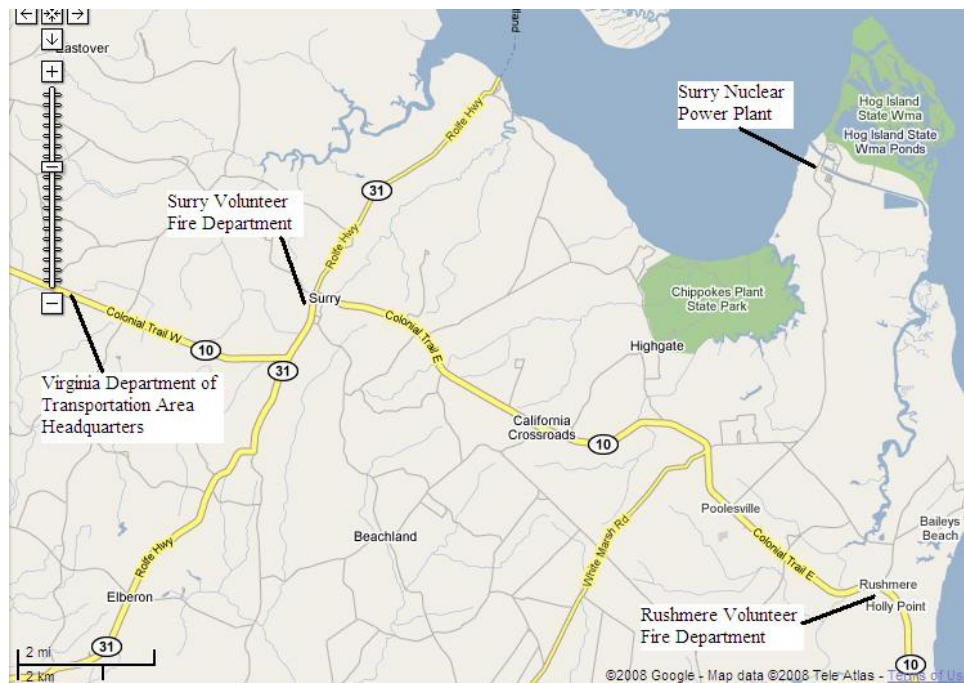 Eastover
Surry Nuclear
Power Plant
Hog Island
State Wma
Hog Island State
Wma Ponds
Rolfe Hwy
31
Surry Volunteer
Fire Department
Rolfe Hwy
Surry
Chippokes Plant
State Park
Colonial Trail W
Colonial Trail E
10
31
Highgate
Virginia Department of
Transportation Area
Headquarters
California
Crossroads
10
Poolesville
White Marsh Rd
Baileys
Beach
Beachland
Colonial Trail E
Rolfe Hwy
Rushmere
Elberon
Holly Point
Rushmere Volunteer
Fire Department
31
2 mi
2 km
10
©2008 Google - Map data ©2008 Tele Atlas - Terms of Us